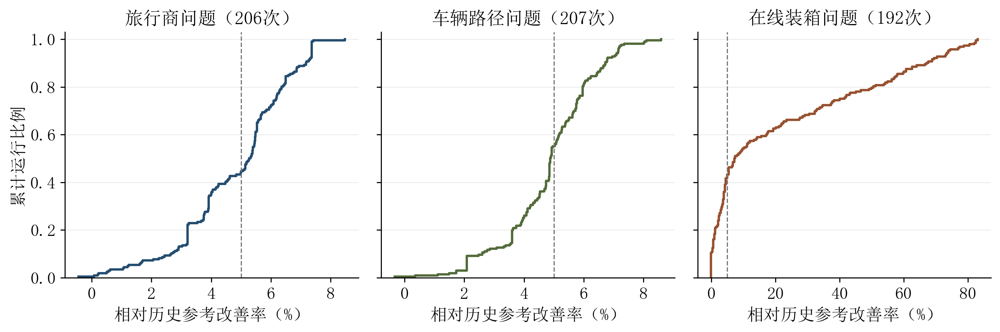 旅行商问题（206次）
车辆路径问题（207次）
在线装箱问题（192次）
累计运行比例
1.0
0.8
0.6
0.4
0.2
0.0
0 2 4 6 8
0 2 4 6 8
0 20 40 60 80
相对历史参考改善率（%）
相对历史参考改善率（%）
相对历史参考改善率（%）